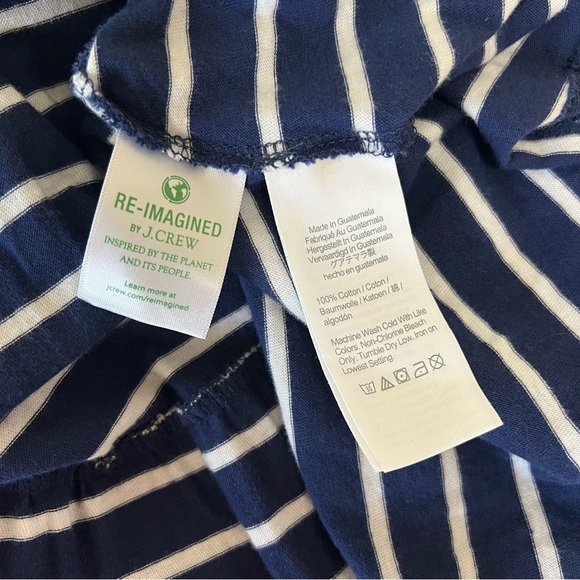 RE-IMAGINED
BY J.CREW
INSPIRED BY THE PLANET
AND ITS PEOPLE.
Learn more at
jcrew.com/reimagined
Made In Guatemala
Fabriqué Au Guatemala
Hergestellt In Guatemala
Vervaardigd In Guatemala
グアテマラ製
hecho en guatemala
100% Cotton / Coton /
Baumwolle / Katoen / 綿 /
algodón
Machine Wash Cold With Like
Colors. Non-Chlorine Bleach
Only. Tumble Dry Low. Iron on
Lowest Setting.